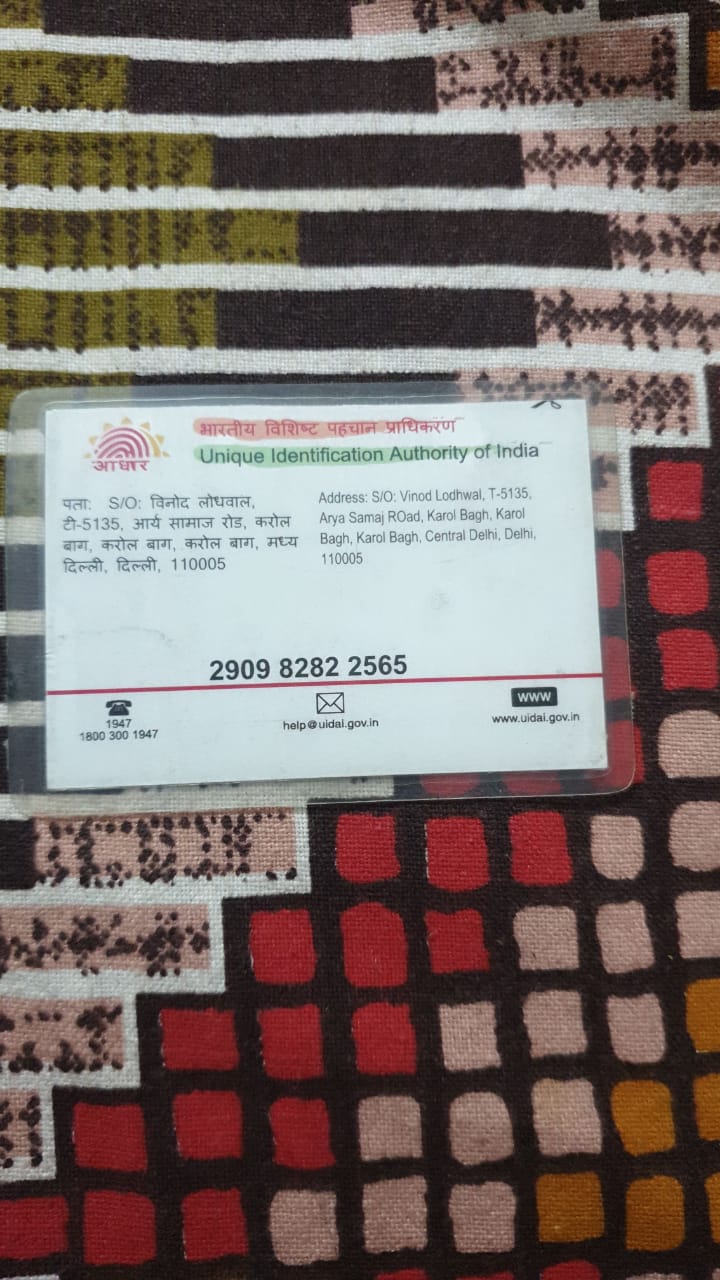 भारतीय विशिष्ट पहचान प्राधिकरण
Unique Identification Authority of India
आधार
पता: S/O: विनोद लोधवाल,
टी-5135, आर्य सामाज रोड, करोल
बाग, करोल बाग, करोल बाग, मध्य
दिल्ली, दिल्ली, 110005
Address: S/O: Vinod Lodhwal, T-5135,
Arya Samaj ROad, Karol Bagh, Karol
Bagh, Karol Bagh, Central Delhi, Delhi,
110005
2909 8282 2565
1947
1800 300 1947
help@uidai.gov.in
www
www.uidai.gov.in